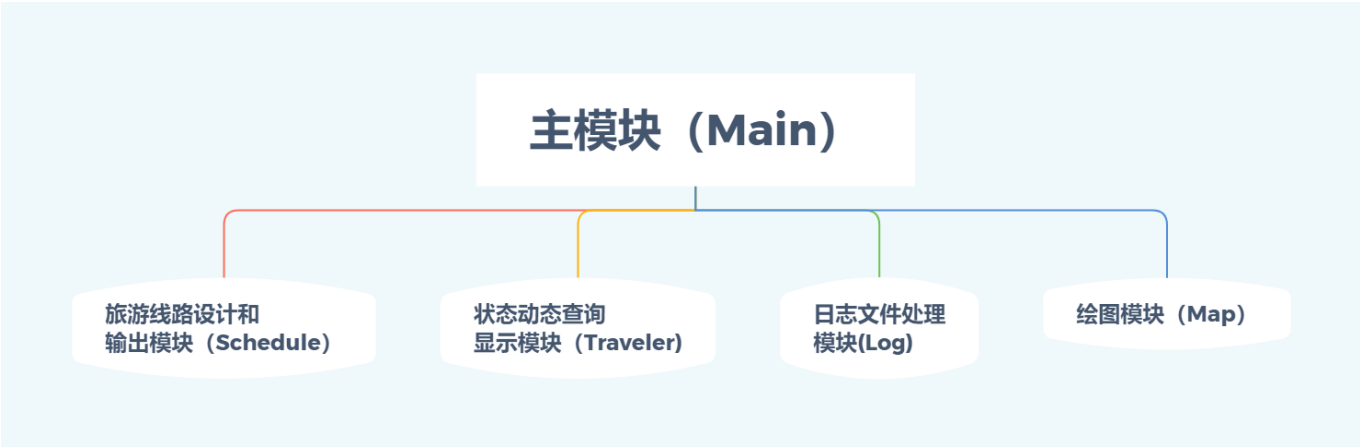 主模块（Main）
旅游线路设计和
输出模块（Schedule）
状态动态查询
显示模块（Traveler)
日志文件处理
模块(Log)
绘图模块（Map）